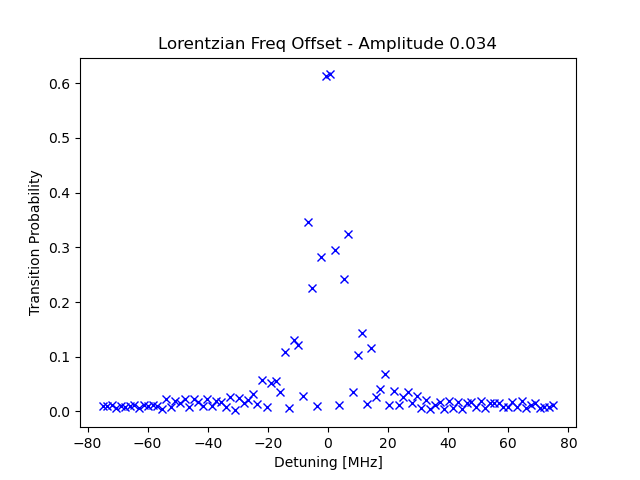 Lorentzian Freq Offset - Amplitude 0.034
Transition Probability
0.6
0.5
0.4
0.3
0.2
0.1
0.0
−80 −60 −40 −20 0 20 40 60 80
Detuning [MHz]